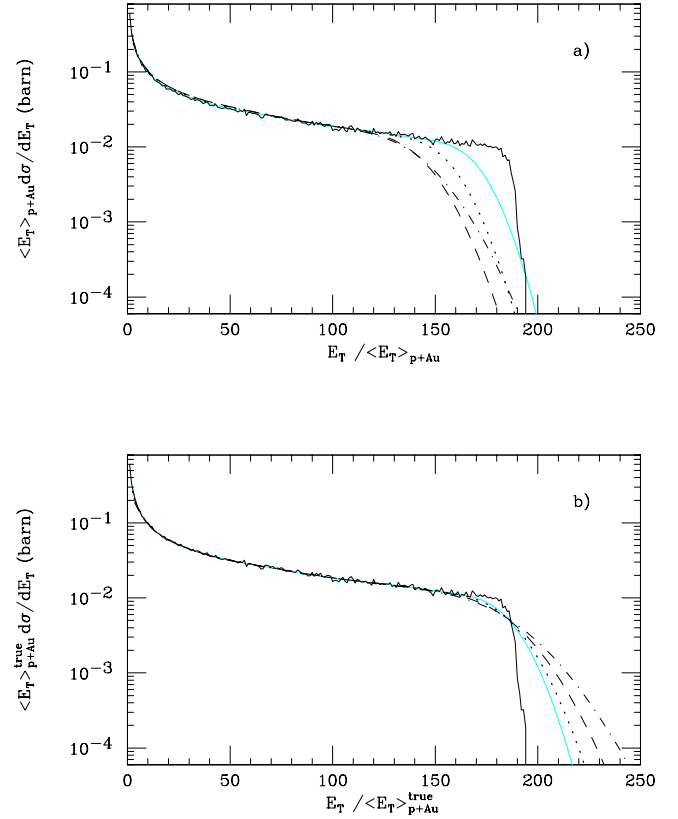 a)
10⁻¹
10⁻²
10⁻³
10⁻⁴
<E_T>_p+Au dσ/dE_T (barn)
0 50 100 150 200 250
E_T /<E_T>_p+Au
b)
10⁻¹
10⁻²
10⁻³
10⁻⁴
<E_T>^true_p+Au dσ/dE_T (barn)
0 50 100 150 200 250
E_T /<E_T>^true_p+Au